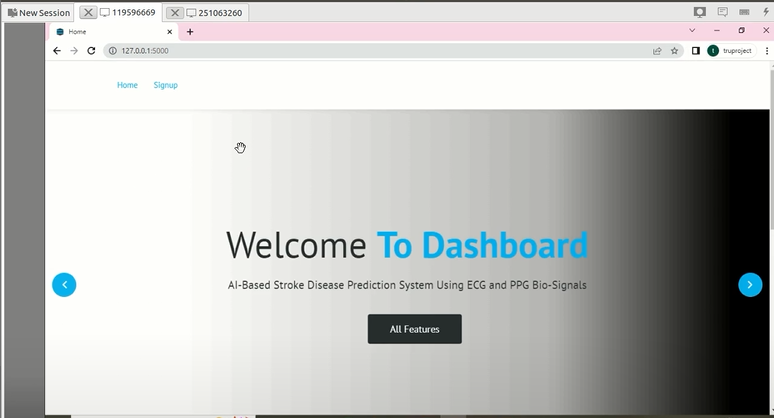 New Session 119596669 251063260
Home
127.0.0.1:5000 t truproject
Home Signup
Welcome To Dashboard
AI-Based Stroke Disease Prediction System Using ECG and PPG Bio-Signals
All Features